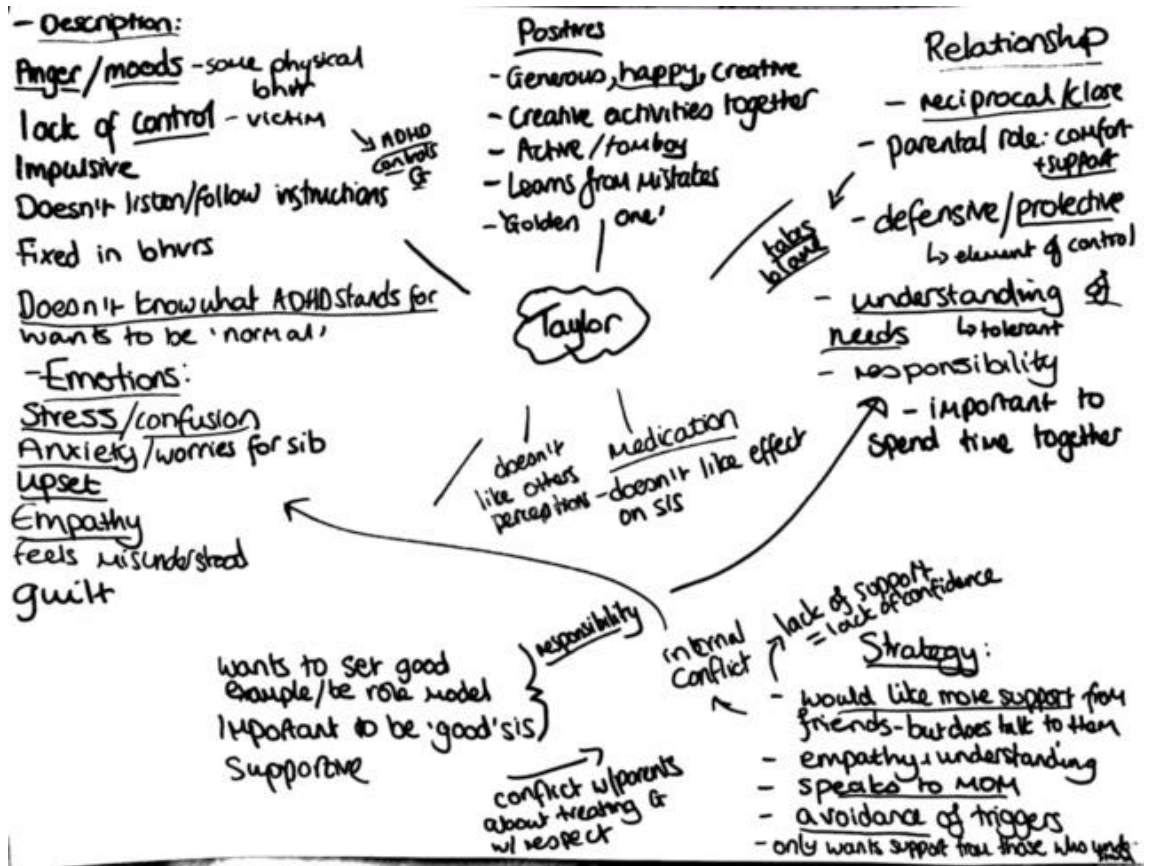 - Description:
Anger/moods - some physical
bhvr
lack of control - victim
↘ ADHD
controls
G
Impulsive
Doesn't listen/follow instructions
Fixed in bhvrs
Doesn't know what ADHD stands for
wants to be 'normal'
- Emotions:
Stress/confusion
Anxiety/worries for sib
upset
Empathy
feels misunderstood
guilt
Positives
- Generous, happy, creative
- Creative activities together
- Active/tomboy
- Learns from mistakes
- 'Golden one'
Taylor
Relationship
- reciprocal/close
- parental role: comfort
+ support
takes
blame
- defensive/protective
↳ element of control
- understanding of
needs ↳ tolerant
- responsibility
- important to
spend time together
doesn't
like others
perceptions
Medication
- doesn't like effect
on sis
wants to set good
example/be role model
Important to be 'good' sis
Supportive
responsibility
conflict w/parents
about treating G
w/ respect
internal
conflict
lack of support
= lack of confidence
Strategy:
- would like more support from
friends - but does talk to them
- empathy + understanding
- speaks to MOM
- avoidance of triggers
- only wants support from those who